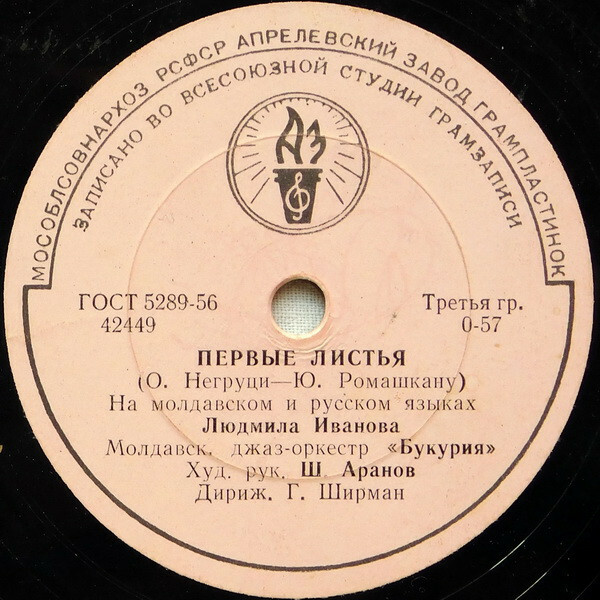 МОСОБЛСОВНАРХОЗ РСФСР АПРЕЛЕВСКИЙ ЗАВОД ГРАМПЛАСТИНОК
ЗАПИСАНО ВО ВСЕСОЮЗНОЙ СТУДИИ ГРАМЗАПИСИ
АЗ
ГОСТ 5289-56
42449
Третья гр.
0-57
ПЕРВЫЕ ЛИСТЬЯ
(О. Негруци—Ю. Ромашкану)
На молдавском и русском языках
Людмила Иванова
Молдавск. джаз-оркестр «Букурия»
Худ. рук. Ш. Аранов
Дириж. Г. Ширман